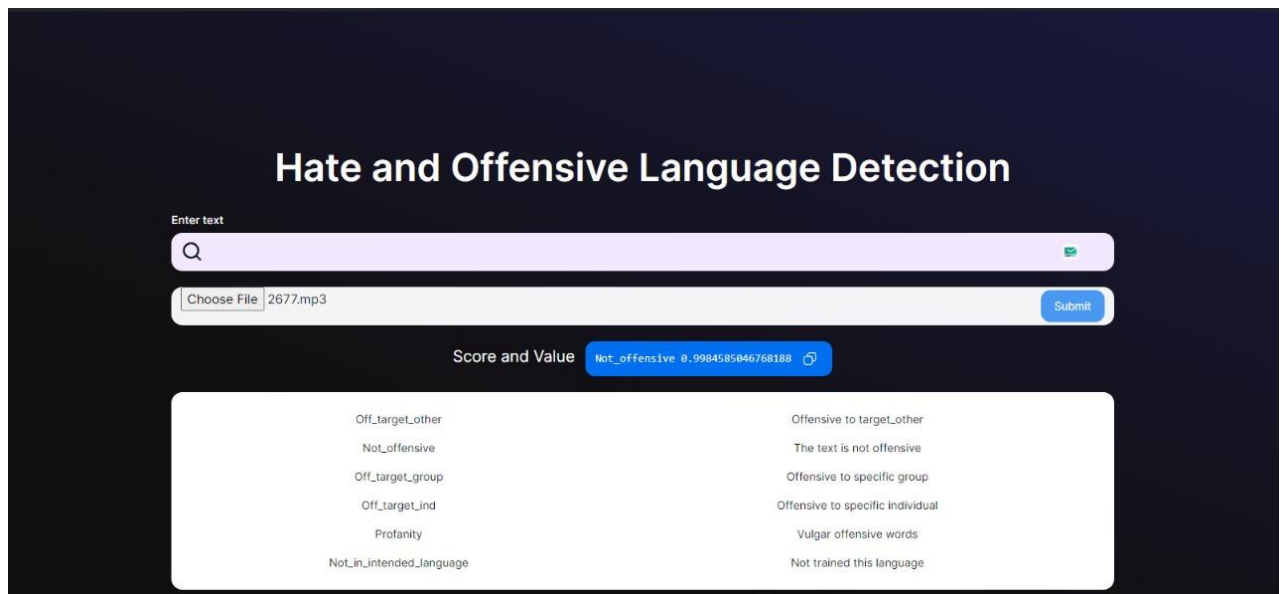 Hate and Offensive Language Detection
Enter text
Choose File 2677.mp3
Submit
Score and Value Not_offensive 0.9984585046768188
Off_target_other Offensive to target_other
Not_offensive The text is not offensive
Off_target_group Offensive to specific group
Off_target_ind Offensive to specific individual
Profanity Vulgar offensive words
Not_in_intended_language Not trained this language